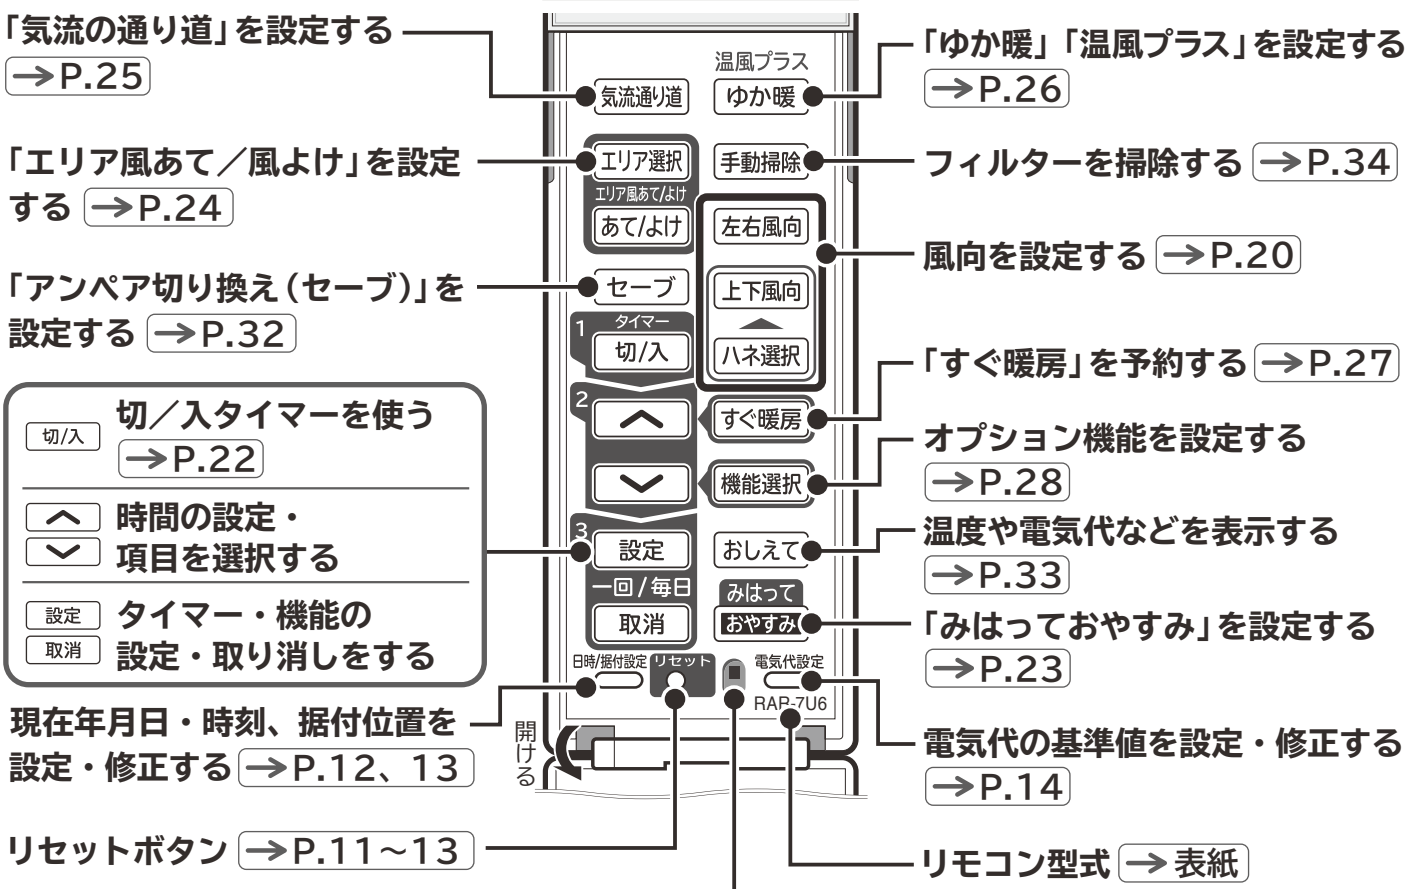 「気流の通り道」を設定する
→P.25
「エリア風あて／風よけ」を設定
する →P.24
「アンペア切り換え（セーブ）」を
設定する →P.32
切/入
切／入タイマーを使う
→P.22
時間の設定・
項目を選択する
設定
取消
タイマー・機能の
設定・取り消しをする
現在年月日・時刻、据付位置を
設定・修正する →P.12、13
リセットボタン →P.11～13
温風プラス
気流通り道
ゆか暖
エリア選択
手動掃除
エリア風あて/よけ
あて/よけ
左右風向
セーブ
上下風向
1
タイマー
切/入
ハネ選択
2
すぐ暖房
機能選択
3
設定
おしえて
一回/毎日
みはって
取消
おやすみ
日時/据付設定
リセット
電気代設定
RAR-7U6
開ける
「ゆか暖」「温風プラス」を設定する
→P.26
フィルターを掃除する →P.34
風向を設定する →P.20
「すぐ暖房」を予約する →P.27
オプション機能を設定する
→P.28
温度や電気代などを表示する
→P.33
「みはっておやすみ」を設定する
→P.23
電気代の基準値を設定・修正する
→P.14
リモコン型式 →表紙